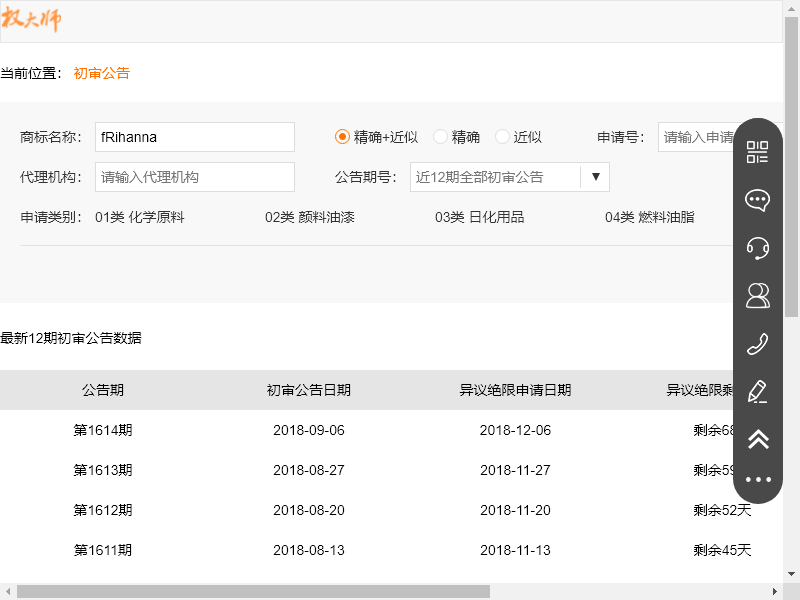 权大师
当前位置： 初审公告
商标名称： fRihanna 精确+近似 精确 近似 申请号： 请输入申请
代理机构： 请输入代理机构 公告期号： 近12期全部初审公告
申请类别： 01类 化学原料 02类 颜料油漆 03类 日化用品 04类 燃料油脂
最新12期初审公告数据
公告期 初审公告日期 异议绝限申请日期 异议绝限剩
第1614期 2018-09-06 2018-12-06 剩余68
第1613期 2018-08-27 2018-11-27 剩余59
第1612期 2018-08-20 2018-11-20 剩余52天
第1611期 2018-08-13 2018-11-13 剩余45天